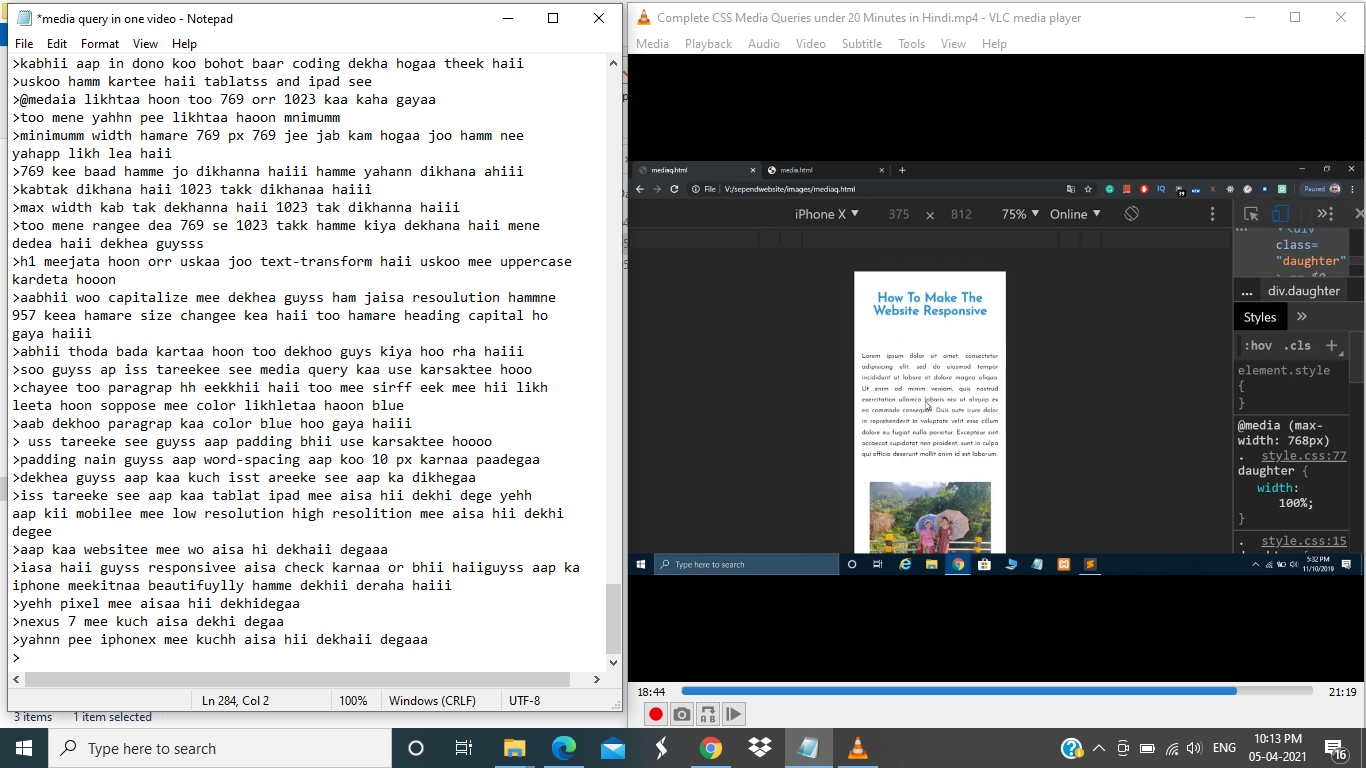 *media query in one video - Notepad
File Edit Format View Help
>kabhii aap in dono koo bohot baar coding dekha hogaa theek haii
>uskoo hamm kartee haii tablatss and ipad see
>@medaia likhtaa hoon too 769 orr 1023 kaa kaha gayaa
>too mene yahhn pee likhtaa haoon mnimumm
>minimumm width hamare 769 px 769 jee jab kam hogaa joo hamm nee
yahapp likh lea haii
>769 kee baad hamme jo dikhanna haiii hamme yahann dikhana ahiii
>kabtak dikhana haii 1023 takk dikhanaa haiii
>max width kab tak dekhanna haii 1023 tak dikhanna haiii
>too mene rangee dea 769 se 1023 takk hamme kiya dekhana haii mene
dedea haii dekhea guysss
>h1 meejata hoon orr uskaa joo text-transform haii uskoo mee uppercase
kardeta hooon
>aabhii woo capitalize mee dekhea guyss ham jaisa resoulution hammne
957 keea hamare size changee kea haii too hamare heading capital ho
gaya haiii
>abhii thoda bada kartaa hoon too dekhoo guys kiya hoo rha haiii
>soo guyss ap iss tareekee see media query kaa use karsaktee hooo
>chayee too paragrap hh eekkhii haii too mee sirff eek mee hii likh
leeta hoon soppose mee color likhletaa haoon blue
>aab dekhoo paragrap kaa color blue hoo gaya haiii
> uss tareeke see guyss aap padding bhii use karsaktee hoooo
>padding nain guyss aap word-spacing aap koo 10 px karnaa paadegaa
>dekhea guyss aap kaa kuch isst areeke see aap ka dikhegaa
>iss tareeke see aap kaa tablat ipad mee aisa hii dekhi dege yehh
aap kii mobilee mee low resolution high resolition mee aisa hii dekhi
degee
>aap kaa websitee mee wo aisa hi dekhaii degaaa
>iasa haii guyss responsivee aisa check karnaa or bhii haiiguyss aap ka
iphone meekitnaa beautifuylly hamme dekhii deraha haiii
>yehh pixel mee aisaa hii dekhidegaa
>nexus 7 mee kuch aisa dekhi degaa
>yahnn pee iphonex mee kuchh aisa hii dekhaii degaaa
>
Ln 284, Col 2 100% Windows (CRLF) UTF-8
3 items 1 item selected
Complete CSS Media Queries under 20 Minutes in Hindi.mp4 - VLC media player
Media Playback Audio Video Subtitle Tools View Help
mediaq.html media.html
File V:/sependwebsite/images/mediaq.html Paused
iPhone X 375 x 812 75% Online
How To Make The
Website Responsive
Lorem ipsum dolor sit amet, consectetur
adipisicing elit, sed do eiusmod tempor
incididunt ut labore et dolore magna aliqua.
Ut enim ad minim veniam, quis nostrud
exercitation ullamco laboris nisi ut aliquip ex
ea commodo consequat. Duis aute irure dolor
in reprehenderit in voluptate velit esse cillum
dolore eu fugiat nulla pariatur. Excepteur sint
occaecat cupidatat non proident, sunt in culpa
qui officia deserunt mollit anim id est laborum.
<div
class=
"daughter"
... div.daughter
Styles
:hov .cls +
element.style
{
}
@media (max-
width: 768px)
. style.css:77
daughter {
width:
100%;
}
. style.css:15
Type here to search
5:32 PM
11/10/2019
18:44 21:19
Type here to search
ENG
10:13 PM
05-04-2021
16